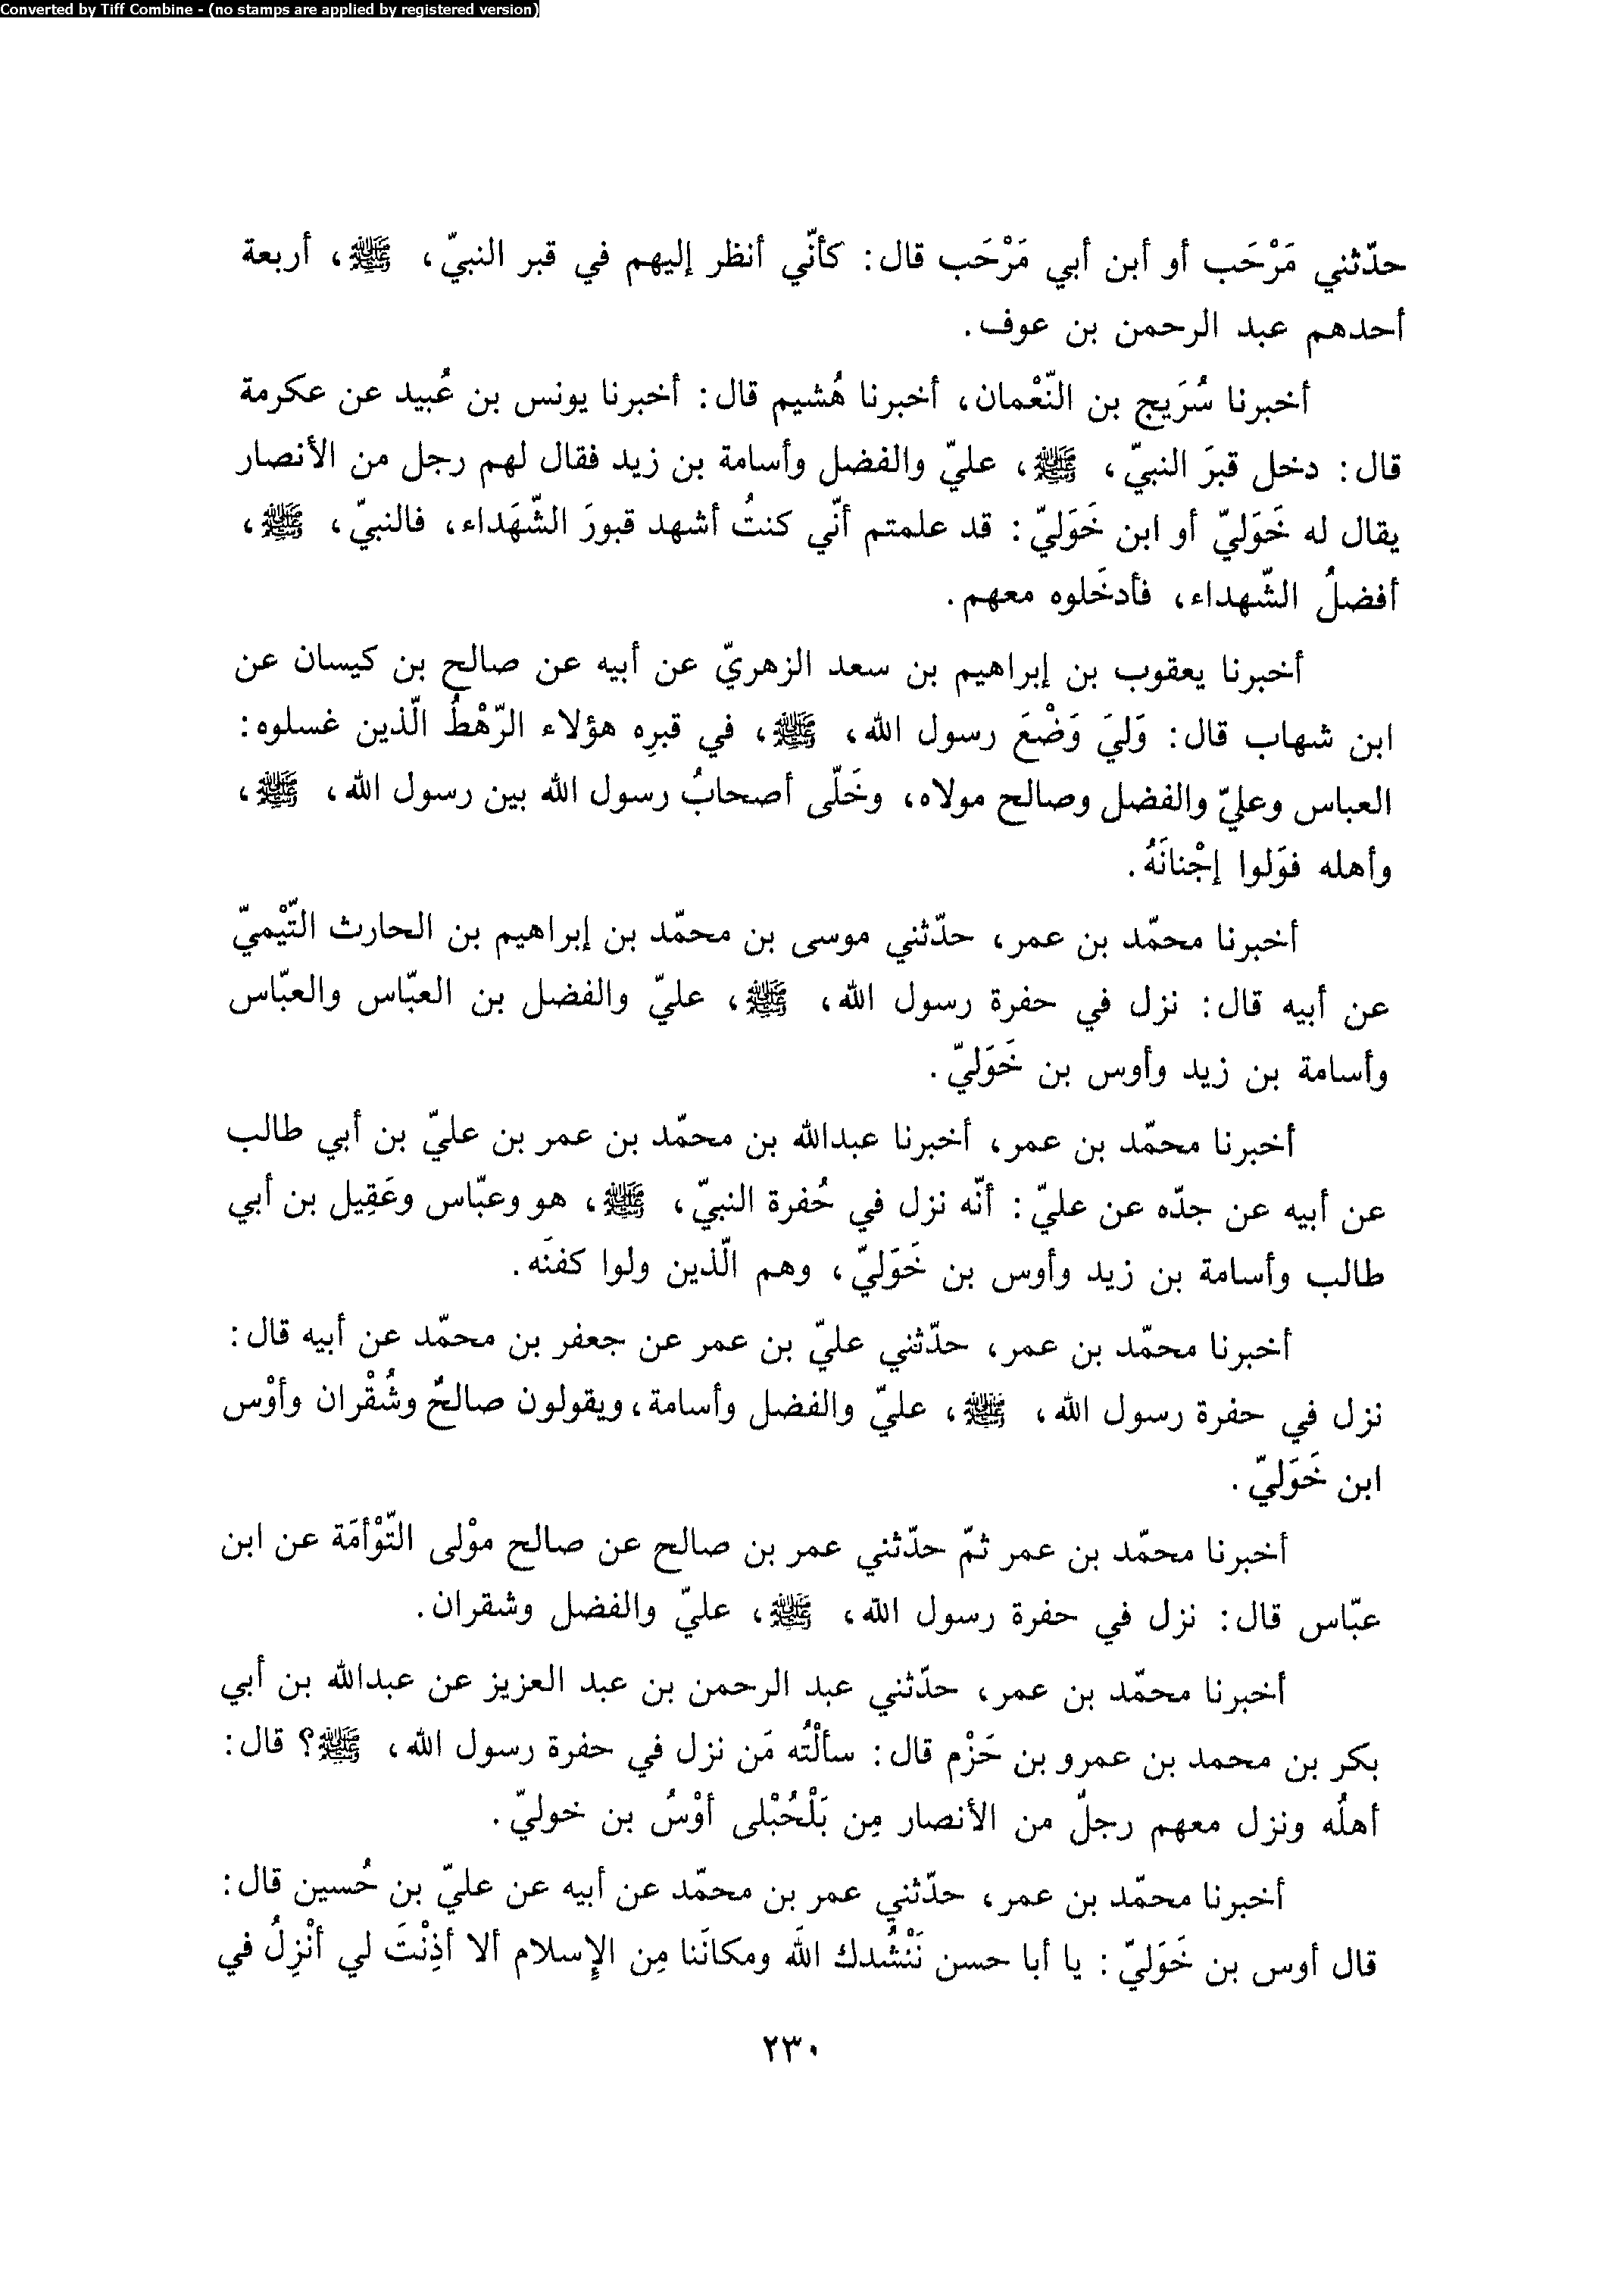 Converted by Tiff Combine - (no stamps are applied by registered version)
حدّثني مَرْحَب أو أبن أبي مَرْحَب قال: كأنّي أنظر إليهم في قبر النبيّ، ﷺ، أربعة
أحدهم عبد الرحمن بن عوف.
أخبرنا سُرَيج بن النّعْمان، أخبرنا هُشيم قال: أخبرنا يونس بن عُبيد عن عكرمة
قال: دخل قبرَ النبيّ، ﷺ، عليّ والفضل وأسامة بن زيد فقال لهم رجل من الأنصار
يقال له خَوَليّ أو ابن خَوَليّ: قد علمتم أنّي كنتُ أشهد قبورَ الشّهَداء، فالنبيّ، ﷺ،
أفضلُ الشّهداء، فأدخَلوه معهم.
أخبرنا يعقوب بن إبراهيم بن سعد الزهريّ عن أبيه عن صالح بن كيسان عن
ابن شهاب قال: وَليَ وَضْعَ رسول الله، ﷺ، في قبرِه هؤلاء الرّهْطُ الّذين غسلوه:
العباس وعليّ والفضل وصالح مولاه، وخَلّى أصحابُ رسول الله بين رسول الله، ﷺ،
وأهله فوَلوا إجْنانَهُ.
أخبرنا محمّد بن عمر، حدّثني موسى بن محمّد بن إبراهيم بن الحارث التّيْميّ
عن أبيه قال: نزل في حفرة رسول الله، ﷺ، عليّ والفضل بن العبّاس والعبّاس
وأسامة بن زيد وأوس بن خَوَليّ.
أخبرنا محمّد بن عمر، أخبرنا عبدالله بن محمّد بن عمر بن عليّ بن أبي طالب
عن أبيه عن جدّه عن عليّ: أنّه نزل في حُفرة النبيّ، ﷺ، هو وعبّاس وعَقِيل بن أبي
طالب وأسامة بن زيد وأوس بن خَوَليّ، وهم الّذين ولوا كفنَه.
أخبرنا محمّد بن عمر، حدّثني عليّ بن عمر عن جعفر بن محمّد عن أبيه قال:
نزل في حفرة رسول الله، ﷺ، عليّ والفضل وأسامة، ويقولون صالحٌ وشُقْران وأوْس
ابن خَوَليّ.
أخبرنا محمّد بن عمر ثمّ حدّثني عمر بن صالح عن صالح موْلى التّوْأمَة عن ابن
عبّاس قال: نزل في حفرة رسول الله، ﷺ، عليّ والفضل وشقران.
أخبرنا محمّد بن عمر، حدّثني عبد الرحمن بن عبد العزيز عن عبدالله بن أبي
بكر بن محمد بن عمرو بن حَزْم قال: سألْتُه مَن نزل في حفرة رسول الله، ﷺ؟ قال:
أهلُه ونزل معهم رجلٌ من الأنصار مِن بَلْحُبْلى أوْسُ بن خوليّ.
أخبرنا محمّد بن عمر، حدّثني عمر بن محمّد عن أبيه عن عليّ بن حُسين قال:
قال أوس بن خَوَليّ: يا أبا حسن نَنْشُدك اللهَ ومكانَنا مِن الإسلام ألا أذِنْتَ لي أنْزِلُ في
٢٣٠